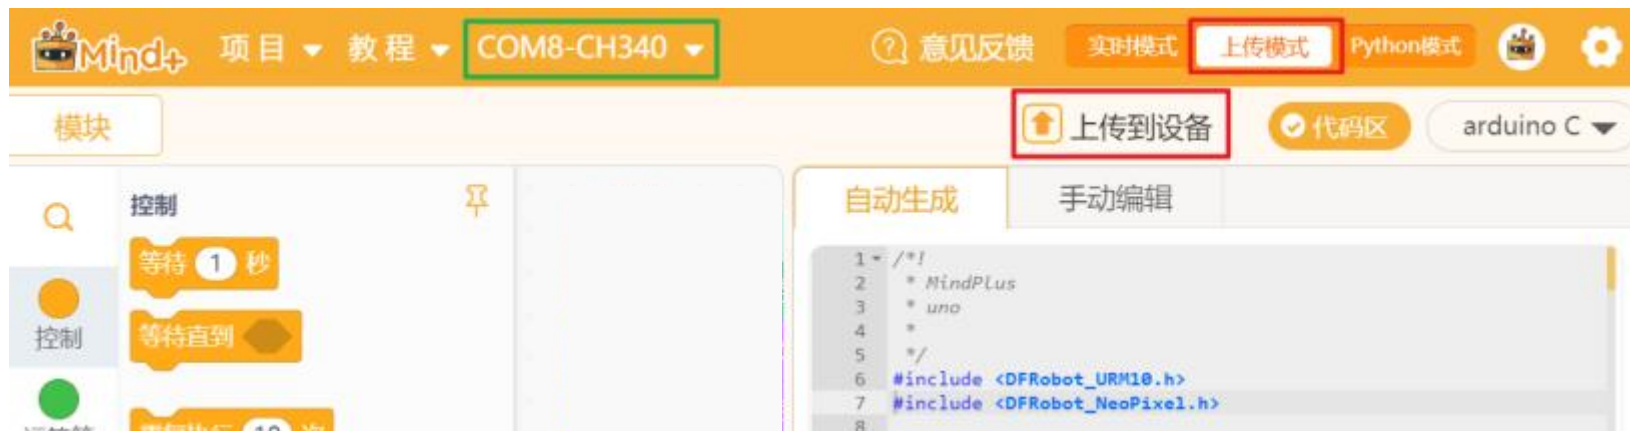 Mind+ 项目 教程 COM8-CH340 意见反馈 实时模式 上传模式 Python模式
模块 上传到设备 代码区 arduino C
控制 自动生成 手动编辑
等待 1 秒
等待直到
控制
1 /*!
2 * MindPlus
3 * uno
4 *
5 */
6 #include <DFRobot_URM10.h>
7 #include <DFRobot_NeoPixel.h>
8